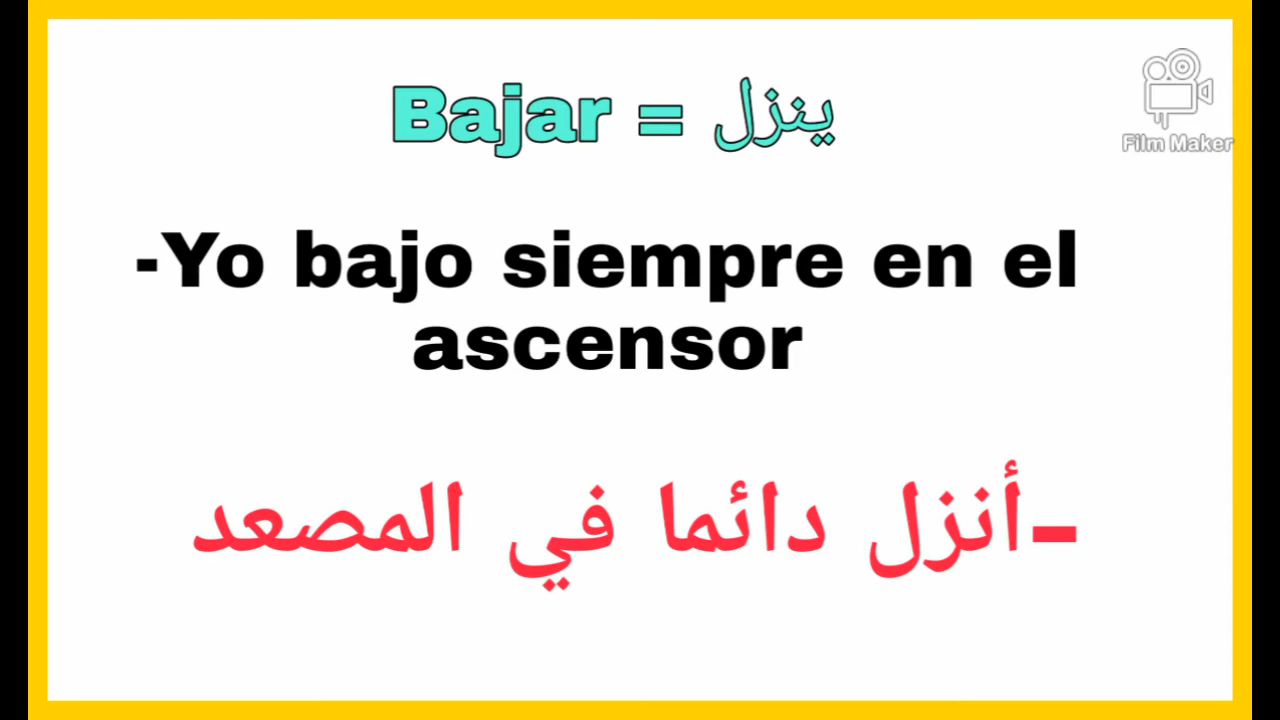 Bajar = ينزل
Film Maker
-Yo bajo siempre en el
ascensor
-أنزل دائما في المصعد